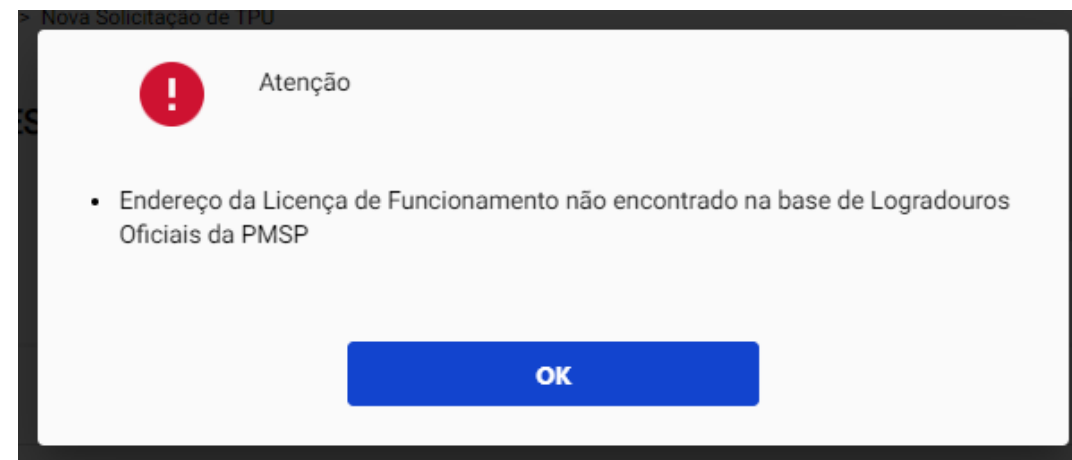 > Nova Solicitação de TPU
Atenção
ES
• Endereço da Licença de Funcionamento não encontrado na base de Logradouros
Oficiais da PMSP
OK